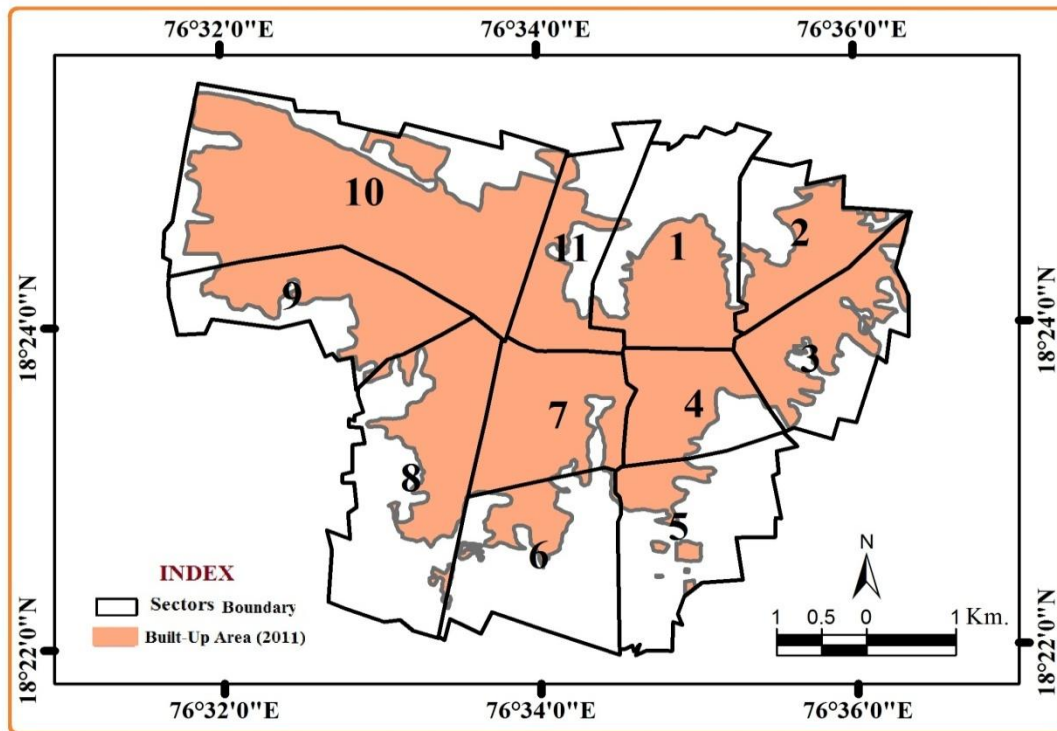 76°32'0"E 76°34'0"E 76°36'0"E
10
11
1
2
9
3
18°24'0"N 18°24'0"N
7
4
8
5
6
N
INDEX
Sectors Boundary
Built-Up Area (2011)
1 0.5 0 1 Km.
18°22'0"N 18°22'0"N
76°32'0"E 76°34'0"E 76°36'0"E